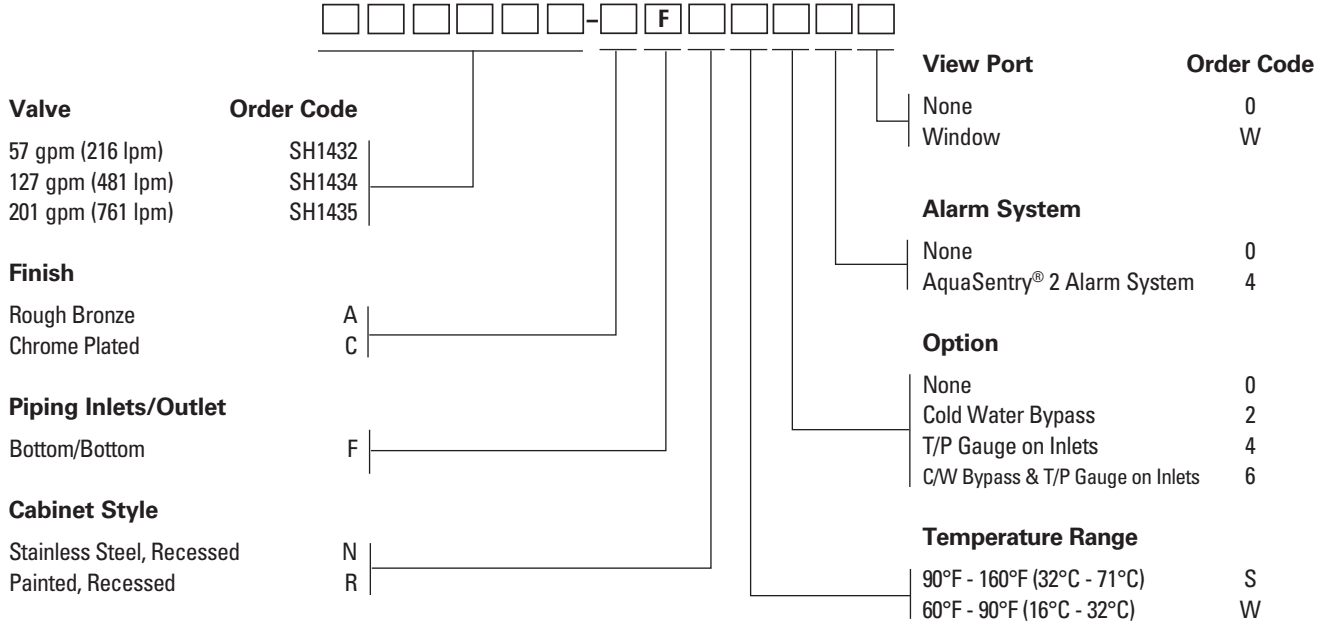 – F
Valve Order Code
57 gpm (216 lpm) SH1432
127 gpm (481 lpm) SH1434
201 gpm (761 lpm) SH1435
Finish
Rough Bronze A
Chrome Plated C
Piping Inlets/Outlet
Bottom/Bottom F
Cabinet Style
Stainless Steel, Recessed N
Painted, Recessed R
View Port Order Code
None 0
Window W
Alarm System
None 0
AquaSentry® 2 Alarm System 4
Option
None 0
Cold Water Bypass 2
T/P Gauge on Inlets 4
C/W Bypass & T/P Gauge on Inlets 6
Temperature Range
90°F - 160°F (32°C - 71°C) S
60°F - 90°F (16°C - 32°C) W